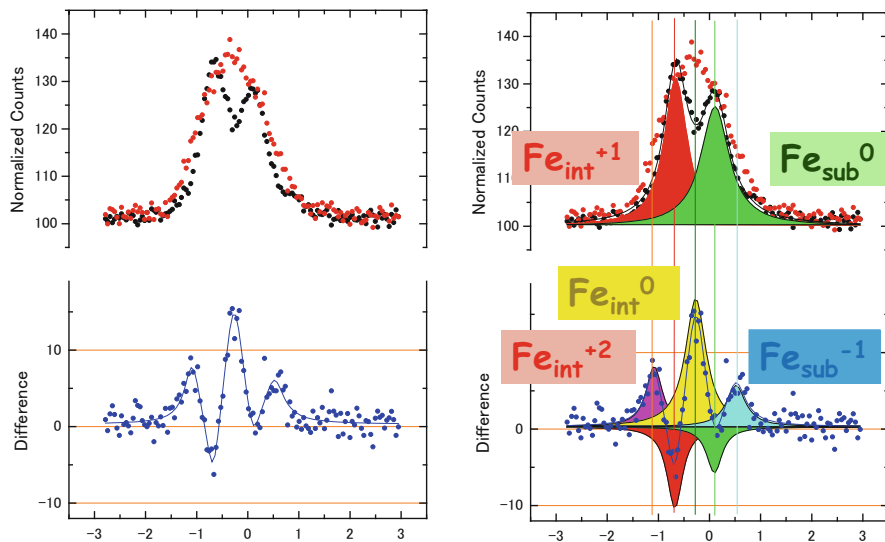 140
130
120
110
100
Normalized Counts
10
0
-10
Difference
-3 -2 -1 0 1 2 3
140
130
120
110
100
Normalized Counts
Fe_int^+1
Fe_sub^0
Fe_int^0
Fe_int^+2
Fe_sub^-1
0
-10
Difference
-3 -2 -1 0 1 2 3